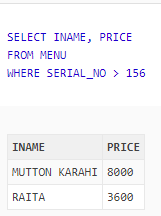 SELECT INAME, PRICE
FROM MENU
WHERE SERIAL_NO > 156
INAME PRICE
MUTTON KARAHI 8000
RAITA 3600